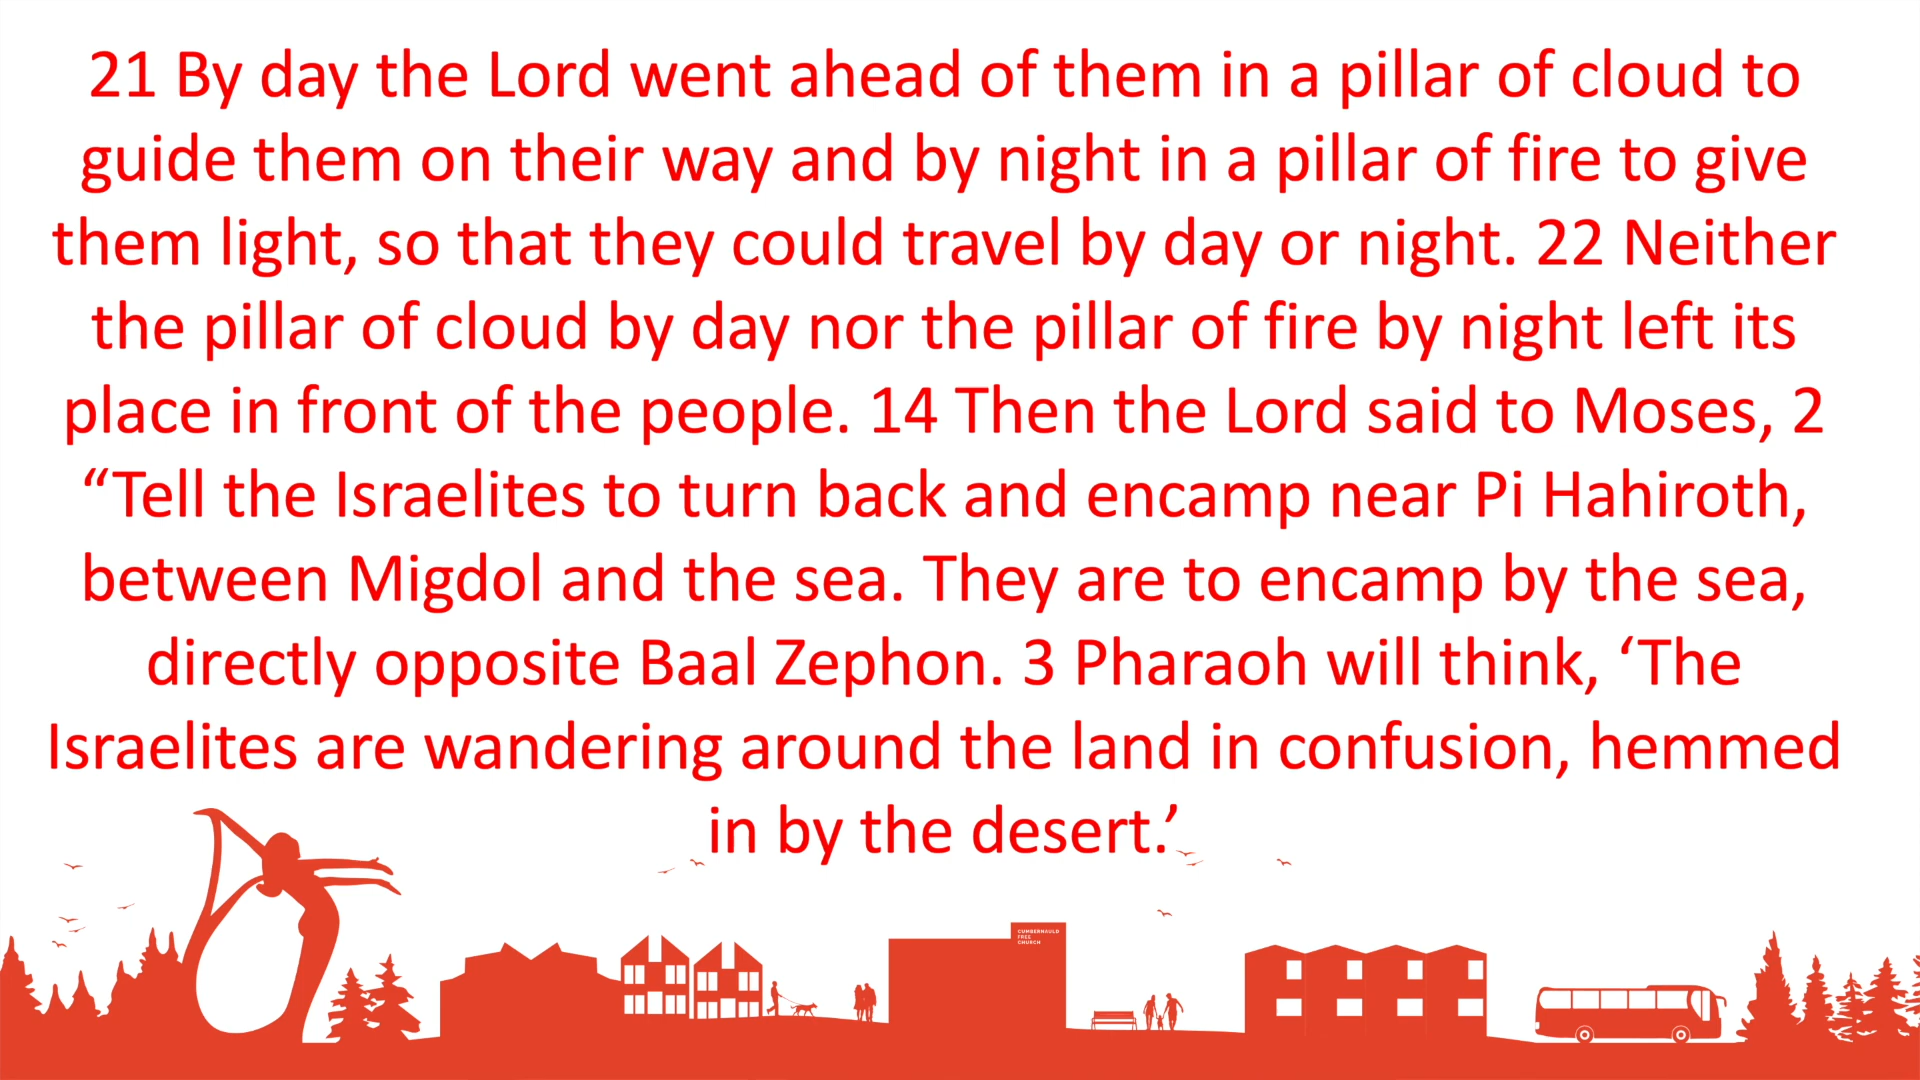 21 By day the Lord went ahead of them in a pillar of cloud to
guide them on their way and by night in a pillar of fire to give
them light, so that they could travel by day or night. 22 Neither
the pillar of cloud by day nor the pillar of fire by night left its
place in front of the people. 14 Then the Lord said to Moses, 2
“Tell the Israelites to turn back and encamp near Pi Hahiroth,
between Migdol and the sea. They are to encamp by the sea,
directly opposite Baal Zephon. 3 Pharaoh will think, ‘The
Israelites are wandering around the land in confusion, hemmed
in by the desert.’
CUMBERNAULD
FREE
CHURCH